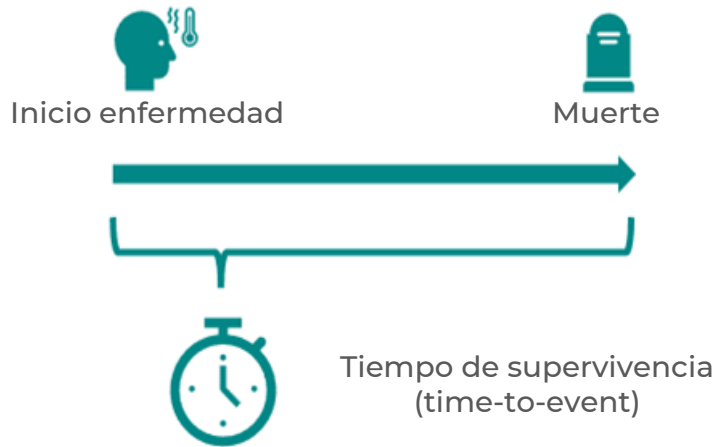 Inicio enfermedad
Muerte
Tiempo de supervivencia
(time-to-event)